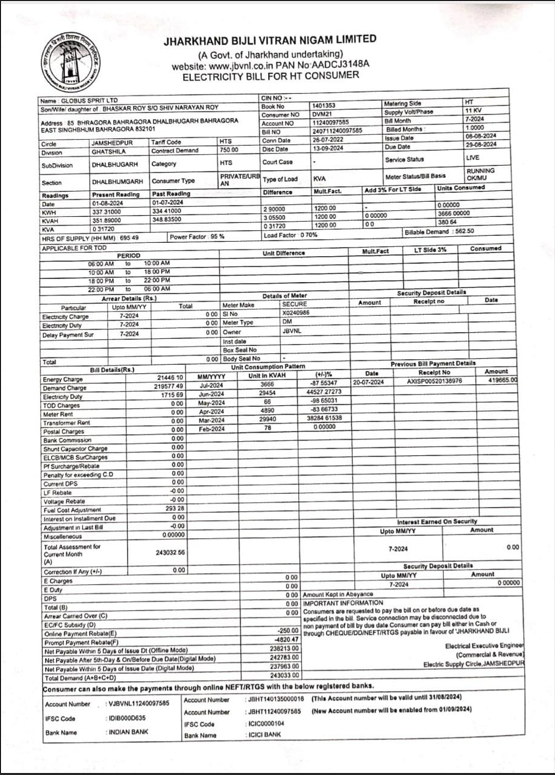 JHARKHAND BIJLI VITRAN NIGAM LIMITED
(A Govt. of Jharkhand undertaking)
website: www.jbvnl.co.in PAN No:AADCJ3148A
ELECTRICITY BILL FOR HT CONSUMER
Name GLOBUS SPRIT LTD
Son/Wife/ daughter of BHASKAR ROY S/O SHIV NARAYAN ROY
Address 85 BHRAGORA BAHRAGORA DHALBHUGARH BAHRAGORA
EAST SINGHBHUM BAHRAGORA 832101
CIN NO :- -
Book No 1401353 Metering Side HT
Consumer NO DVM21 Supply Volt/Phase 11 KV
Account NO 11240097585 Bill Month 7-2024
Bill NO 240711240097585 Billed Months : 1.0000
Circle JAMSHEDPUR Tariff Code HTS Conn Date 26-07-2022 Issue Date 06-08-2024
Division GHATSHILA Contract Demand 750.00 Disc Date 13-09-2024 Due Date 29-08-2024
SubDivision DHALBHUGARH Category HTS Court Case - Service Status LIVE
Section DHALBHUMGARH Consumer Type PRIVATE/URBAN Type of Load KVA Meter Status/Bill Basis RUNNING OK/MU
Readings Present Reading Past Reading Difference Mult.Fact. Add 3% For LT Side Units Consumed
Date 01-08-2024 01-07-2024 0.00000
KWH 337 31000 334 41000 2 90000 1200 00 - 3666.00000
KVAH 351 89000 348 83500 3 05500 1200 00 0 00000 0 00000
KVA 0 31720 0 31720 1200 00 0 0 380 64
HRS OF SUPPLY (HH MM) 695 49 Power Factor : 95 % Load Factor 0 70% Billable Demand : 562.50
APPLICABLE FOR TOD
PERIOD Unit Difference Mult.Fact LT Side 3% Consumed
06:00 AM to 10:00 AM
10:00 AM to 18 00 PM
18:00 PM to 22:00 PM
22:00 PM to 06 00 AM
Arrear Details (Rs.) Details of Meter Security Deposit Details
Particular Upto MM/YY Total Meter Make SECURE Amount Receipt no Date
Electricity Charge 7-2024 0 00 Sl No X0240986
Electricity Duty 7-2024 0 00 Meter Type DM
Delay Payment Sur 7-2024 0 00 Owner JBVNL
Inst date
Box Seal No
Total 0 00 Body Seal No -
Bill Details(Rs.) Unit Consumption Pattern Previous Bill Payment Details
Energy Charge 21446 10 MM/YYYY Unit in KVAH (+/-)% Date Receipt No AMOUNT
Demand Charge 219577 49 Jul-2024 3666 -87 55347 20-07-2024 AXISP00520138976 419665 00
Electricity Duty 1715 69 Jun-2024 29454 44527 27273
TOD Charges 0 00 May-2024 66 -98 65031
Meter Rent 0 00 Apr-2024 4890 -83 66733
Transformer Rent 0 00 Mar-2024 29940 38284 61538
Postal Charges 0 00 Feb-2024 78 0.00000
Bank Commission 0 00
Shunt Capacitor Charge 0 00
ELCB/MCB SurCharges 0 00
Pf Surcharge/Rebate 0 00
Penalty for exceeding C.D 0 00
Current DPS 0 00
LF Rebate -0 00
Voltage Rebate -0 00
Fuel Cost Adjustment 293 28
Interest on Installment Due 0 00
Adjustment in Last Bill -0 00
Miscelleneous 0 00000
Interest Earned On Security
Upto MM/YY Amount
Total Assessment for Current Month (A) 243032 56 7-2024 0 00
Correction If Any (+/-) 0 00
Security Deposit Details
Upto MM/YY Amount
E Charges 0 00 7-2024 0 00000
E Duty 0 00
DPS 0 00 Amount Kept in Abeyance
Total (B) 0 00 IMPORTANT INFORMATION
Arrear Carried Over (C) 0 00 Consumers are requested to pay the bill on or before due date as
EC/FC Subsidy (D) 0 00 specified in the bill. Service connection may be disconnected due to
Online Payment Rebate(E) -250 00 non payment of bill by due date Consumer can pay bill either in Cash or
Prompt Payment Rebate(F) -4820.47 through CHEQUE/DD/NEFT/RTGS payable in favour of 'JHARKHAND BIJLI
Net Payable Within 5 Days of Issue Dt (Offline Mode) 238213 00
Net Payable After 5th-Day & On/Before Due Date(Digital Mode) 242783 00
Net Payable Within 5 Days of Issue Date (Digital Mode) 237963 00
Total Demand (A+B+C+D) 243033 00
Electrical Executive Engineer
(Commercial & Revenue)
Electric Supply Circle,JAMSHEDPUR
Consumer can also make the payments through online NEFT/RTGS with the below registered banks.
Account Number : VJBVNL11240097585 Account Number : JBHT140135000016 (This Account number will be valid until 31/08/2024)
Account Number : JBHT11240097585 (New Account number will be enabled from 01/09/2024)
IFSC Code : IDIB000D635 IFSC Code : ICIC0000104
Bank Name : INDIAN BANK Bank Name : ICICI BANK